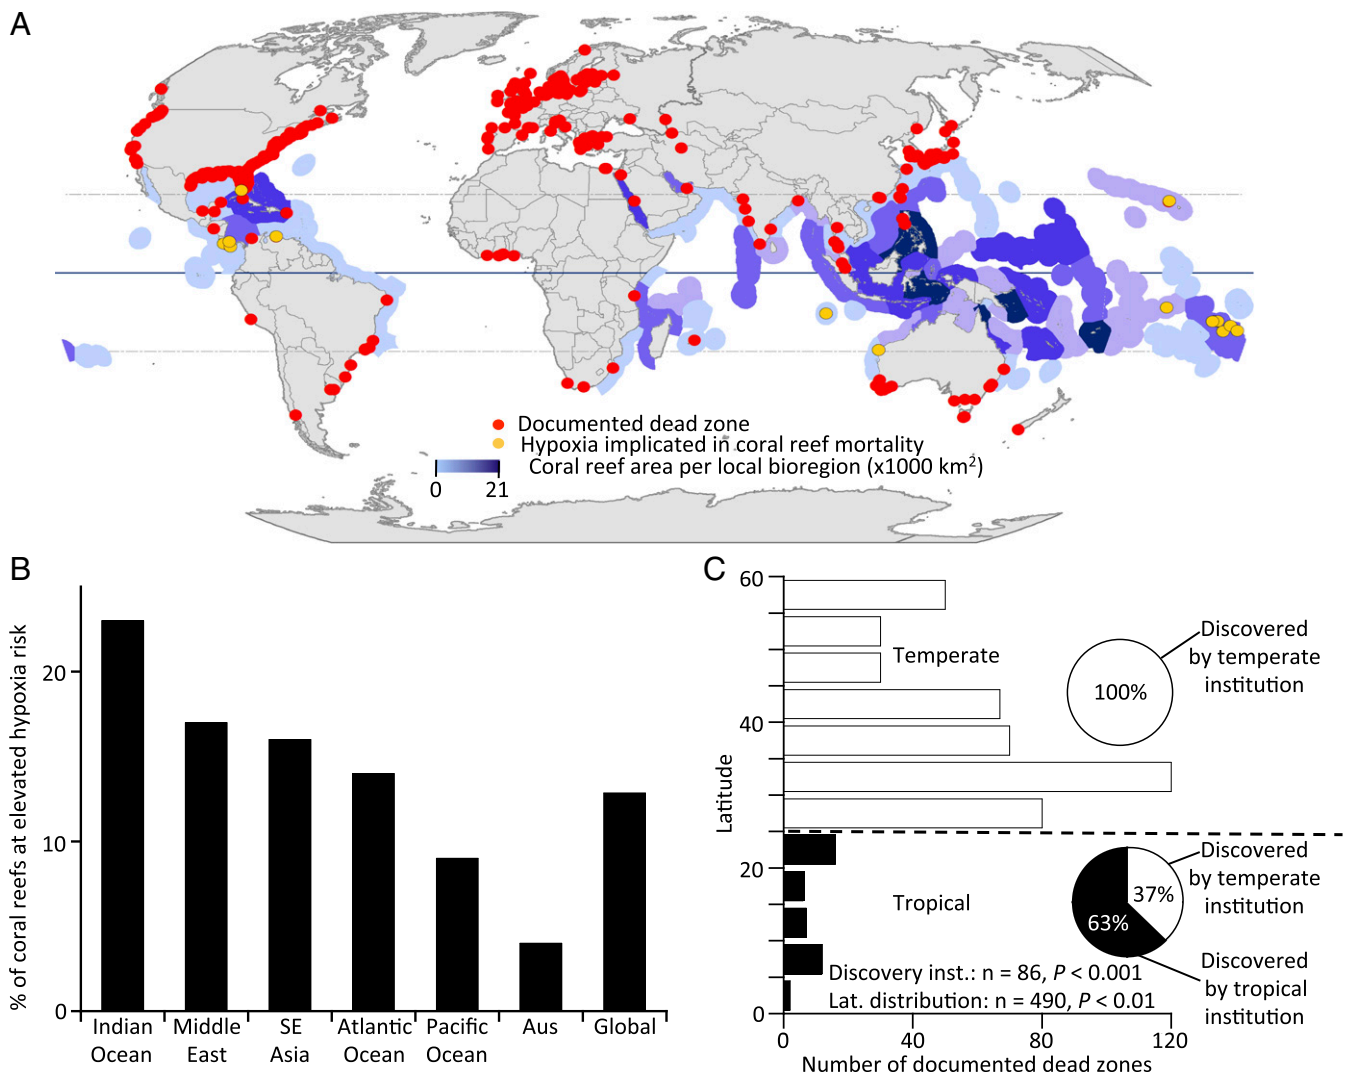 A
Documented dead zone
Hypoxia implicated in coral reef mortality
Coral reef area per local bioregion (x1000 km²)
0 21
B
% of coral reefs at elevated hypoxia risk
20
10
0
Indian Ocean
Middle East
SE Asia
Atlantic Ocean
Pacific Ocean
Aus
Global
C
Latitude
60
40
20
0
Temperate
100%
Discovered
by temperate
institution
Tropical
37%
63%
Discovered
by temperate
institution
Discovered
by tropical
institution
Discovery inst.: n = 86, P < 0.001
Lat. distribution: n = 490, P < 0.01
0 40 80 120
Number of documented dead zones